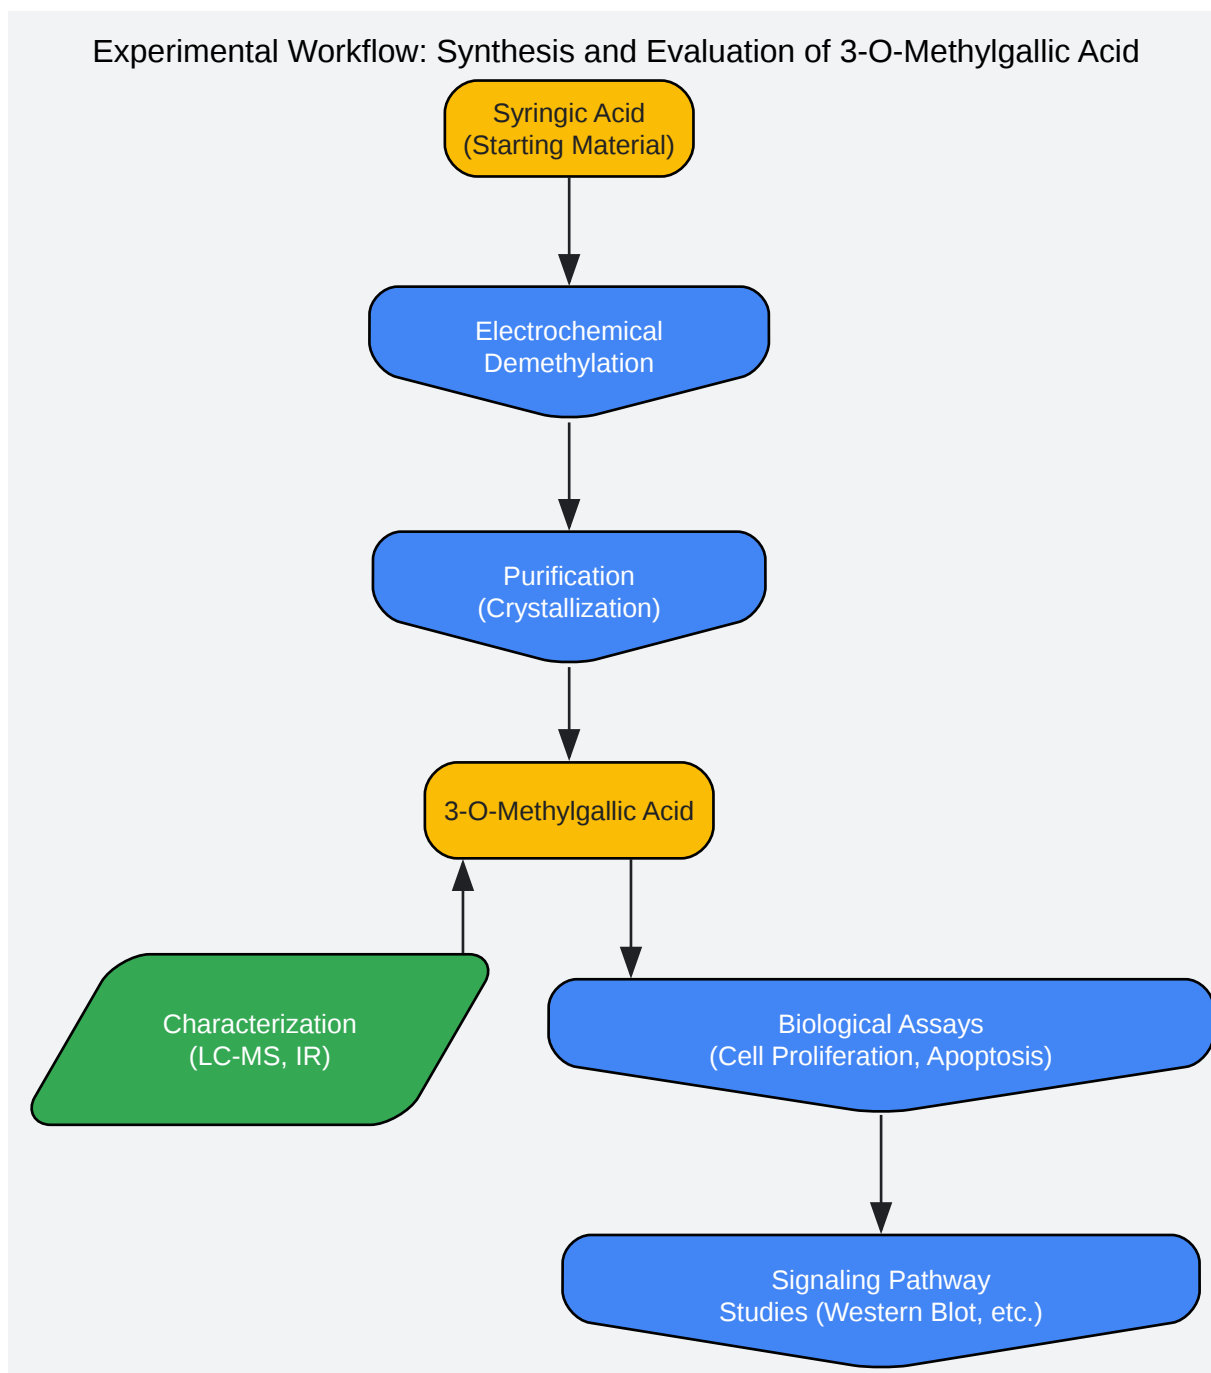 Experimental Workflow: Synthesis and Evaluation of 3-O-Methylgallic Acid
Syringic Acid
(Starting Material)
Electrochemical
Demethylation
Purification
(Crystallization)
3-O-Methylgallic Acid
Characterization
(LC-MS, IR)
Biological Assays
(Cell Proliferation, Apoptosis)
Signaling Pathway
Studies (Western Blot, etc.)